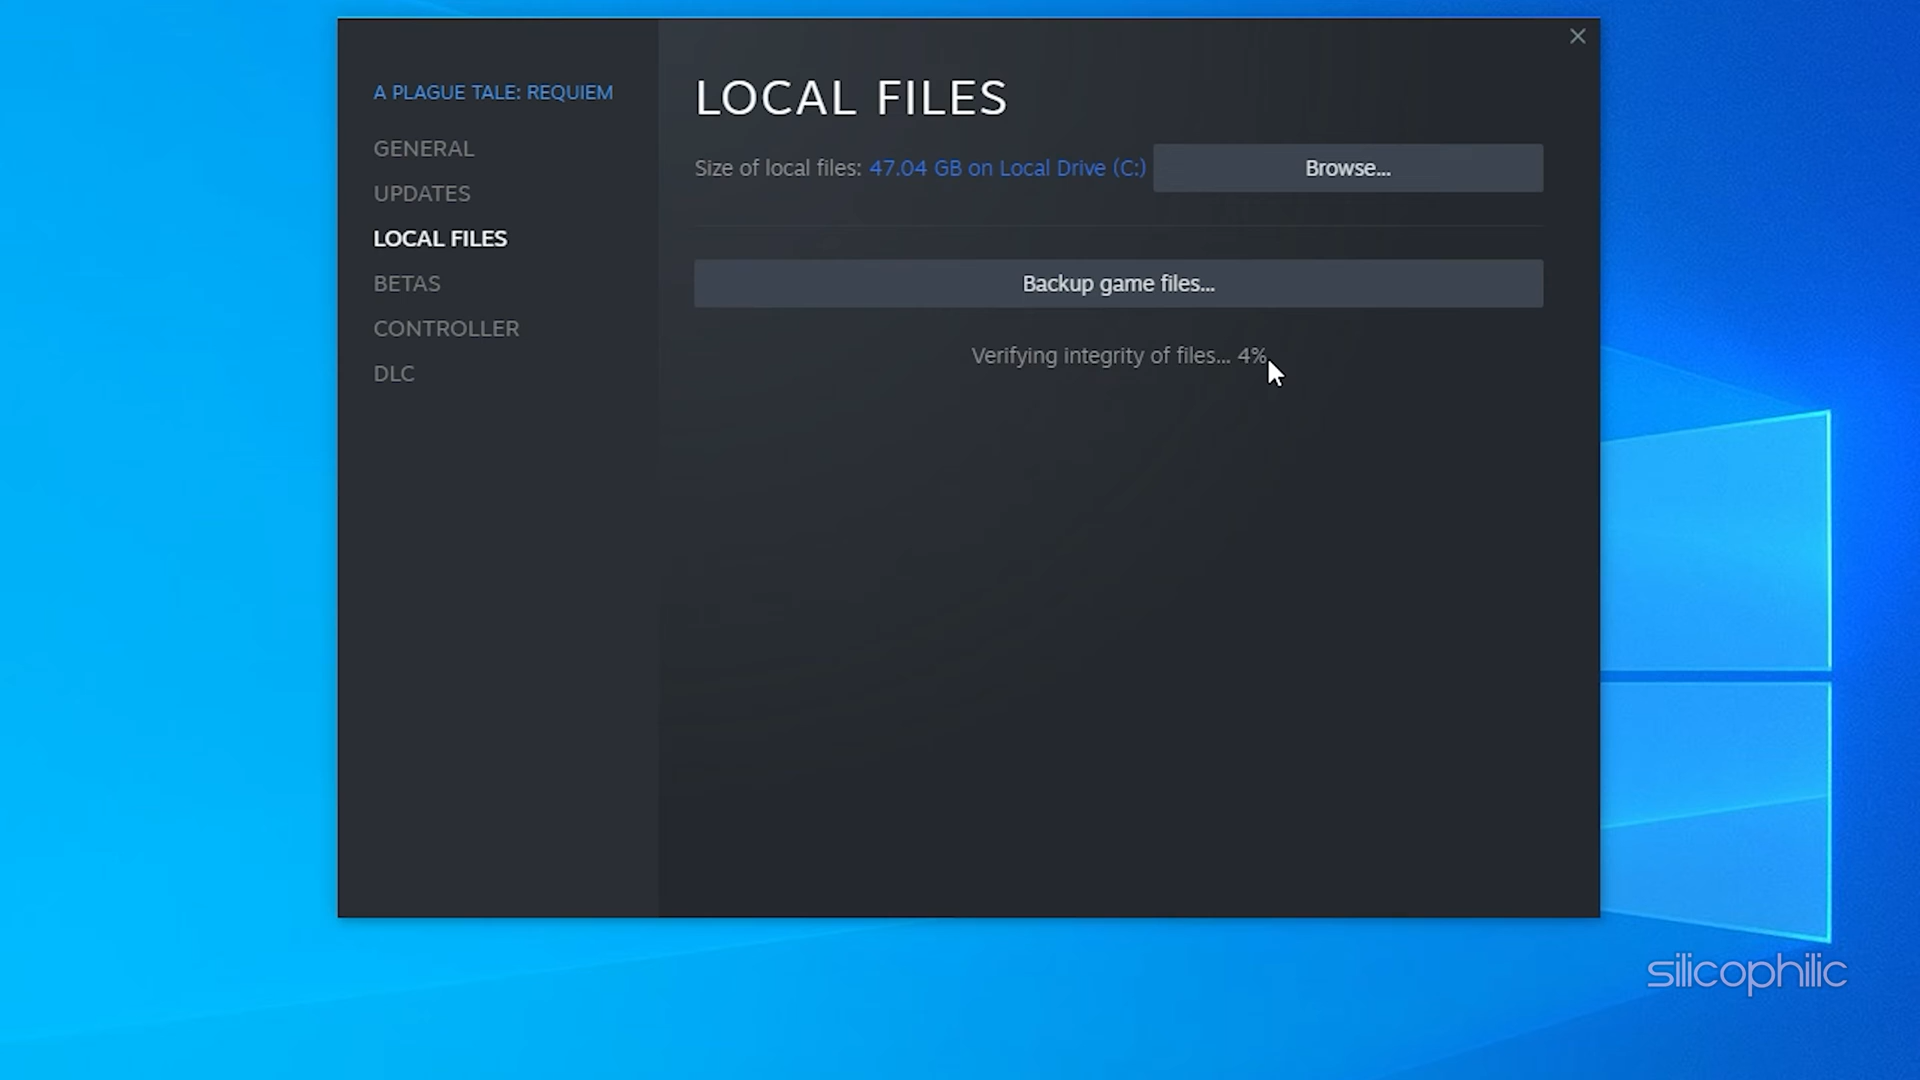 A PLAGUE TALE: REQUIEM
GENERAL
UPDATES
LOCAL FILES
BETAS
CONTROLLER
DLC
LOCAL FILES
Size of local files: 47.04 GB on Local Drive (C:) Browse...
Backup game files...
Verifying integrity of files... 4%
silicophilic